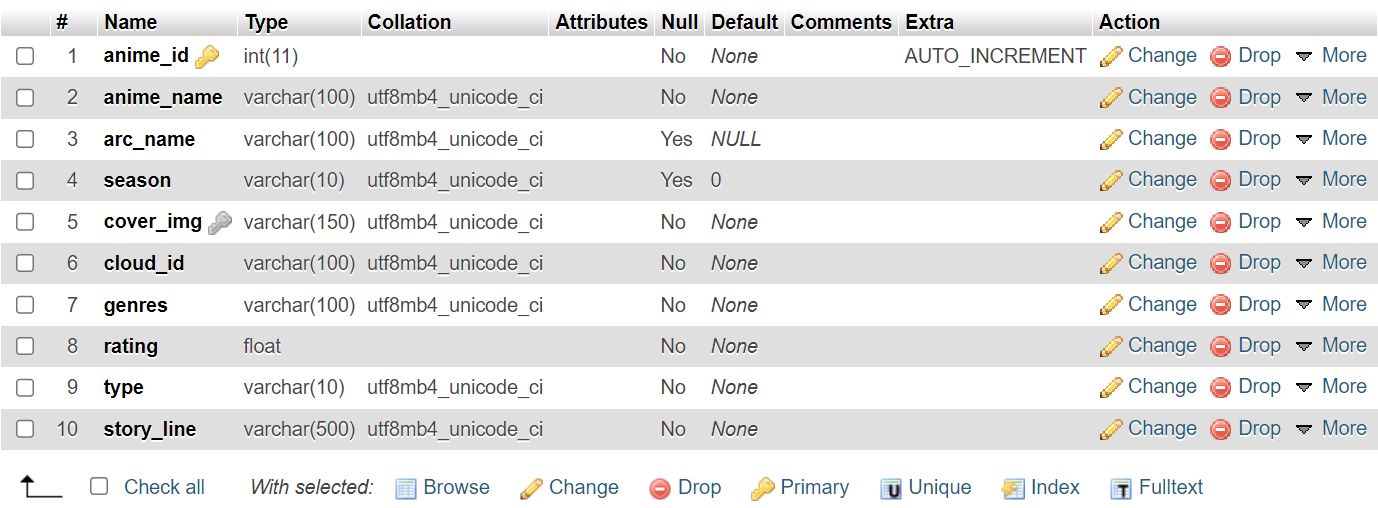 # Name Type Collation Attributes Null Default Comments Extra Action
1 anime_id int(11) No None AUTO_INCREMENT Change Drop More
2 anime_name varchar(100) utf8mb4_unicode_ci No None Change Drop More
3 arc_name varchar(100) utf8mb4_unicode_ci Yes NULL Change Drop More
4 season varchar(10) utf8mb4_unicode_ci Yes 0 Change Drop More
5 cover_img varchar(150) utf8mb4_unicode_ci No None Change Drop More
6 cloud_id varchar(100) utf8mb4_unicode_ci No None Change Drop More
7 genres varchar(100) utf8mb4_unicode_ci No None Change Drop More
8 rating float No None Change Drop More
9 type varchar(10) utf8mb4_unicode_ci No None Change Drop More
10 story_line varchar(500) utf8mb4_unicode_ci No None Change Drop More
Check all With selected: Browse Change Drop Primary U Unique Index T Fulltext